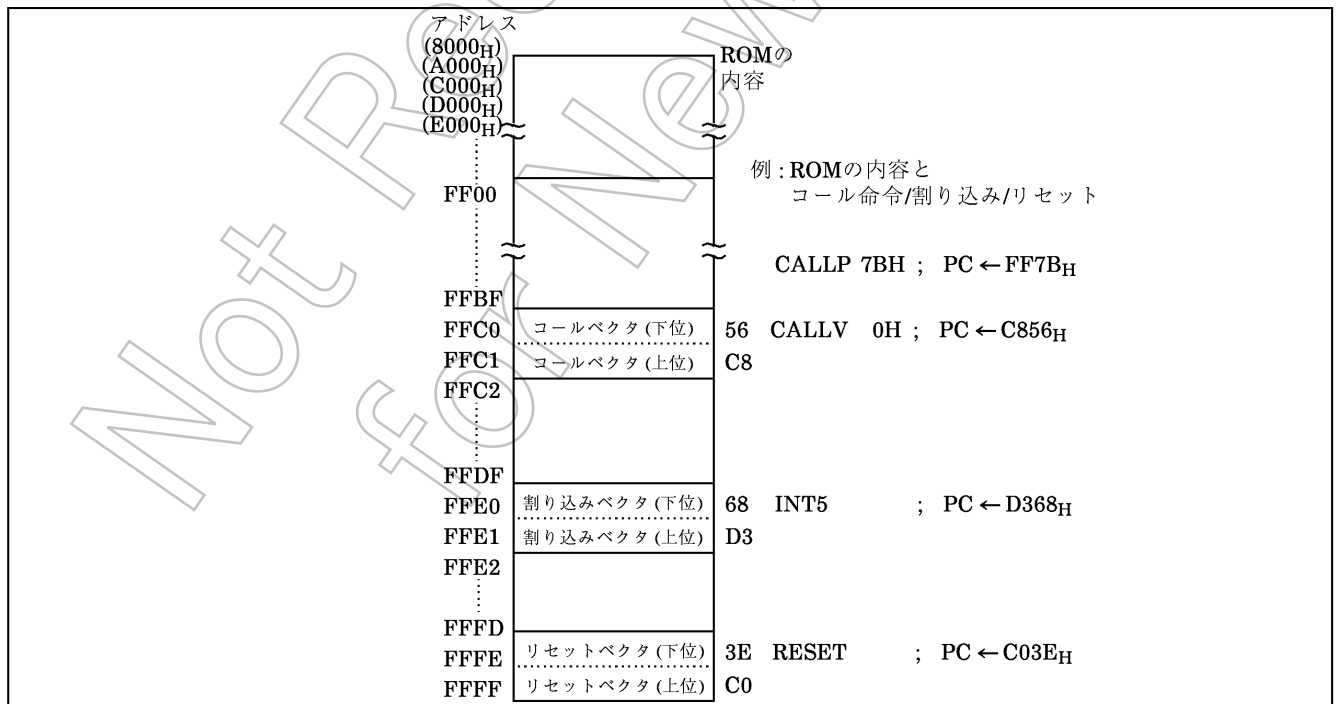 アドレス
(8000H) ROMの
(A000H) 内容
(C000H)
(D000H)
(E000H)
例:ROMの内容と
FF00 コール命令/割り込み/リセット
CALLP 7BH ; PC ← FF7BH
FFBF
FFC0 コールベクタ(下位) 56 CALLV 0H ; PC ← C856H
FFC1 コールベクタ(上位) C8
FFC2
FFDF
FFE0 割り込みベクタ(下位) 68 INT5 ; PC ← D368H
FFE1 割り込みベクタ(上位) D3
FFE2
FFFD
FFFE リセットベクタ(下位) 3E RESET ; PC ← C03EH
FFFF リセットベクタ(上位) C0
Not Re
for New